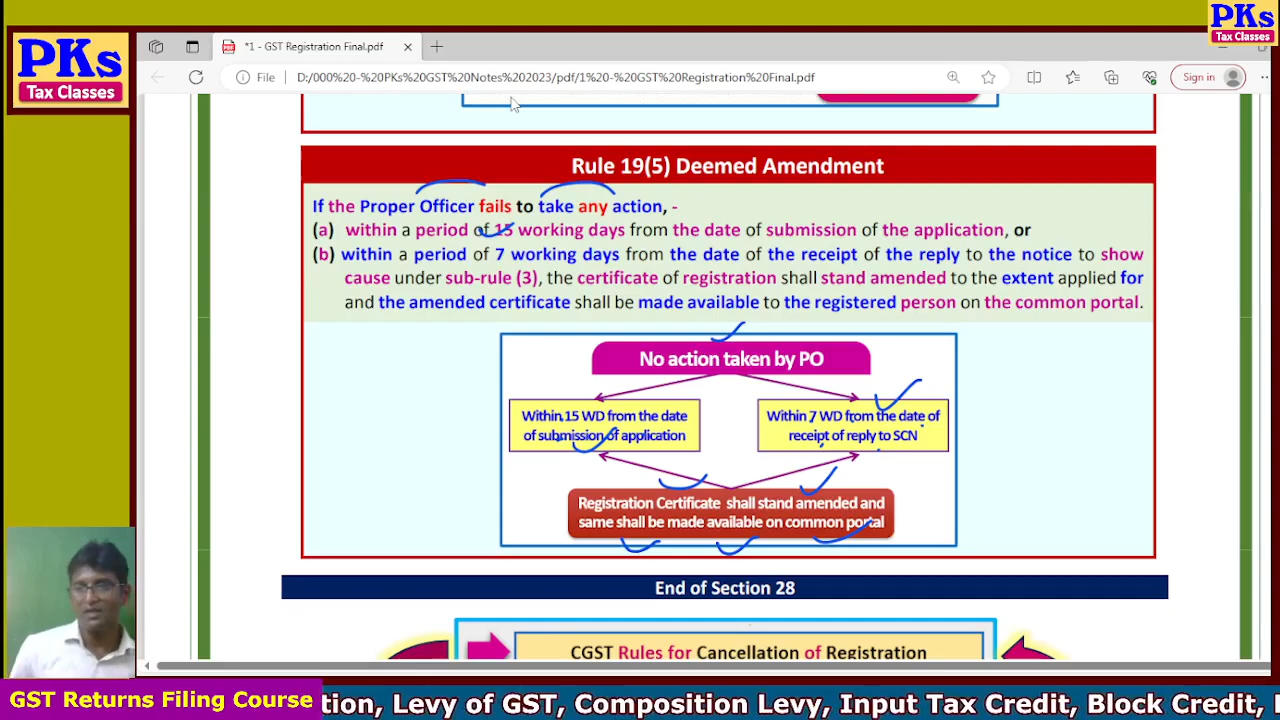 PKs
Tax Classes
PKs
Tax Classes
*1 - GST Registration Final.pdf
File
D:/000%20-%20PKs%20GST%20Notes%202023/pdf/1%20-%20GST%20Registration%20Final.pdf
Sign in
Rule 19(5) Deemed Amendment
If the Proper Officer fails to take any action, -
(a) within a period of 15 working days from the date of submission of the application, or
(b) within a period of 7 working days from the date of the receipt of the reply to the notice to show
cause under sub-rule (3), the certificate of registration shall stand amended to the extent applied for
and the amended certificate shall be made available to the registered person on the common portal.
No action taken by PO
Within 15 WD from the date
of submission of application
Within 7 WD from the date of
receipt of reply to SCN
Registration Certificate shall stand amended and
same shall be made available on common portal
End of Section 28
CGST Rules for Cancellation of Registration
GST Returns Filing Course
tion, Levy of GST, Composition Levy, Input Tax Credit, Block Credit,